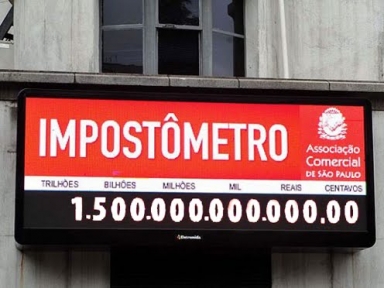 IMPOSTÔMETRO
Associação
Comercial
DE SÃO PAULO
TRILHÕES BILHÕES MILHÕES MIL REAIS CENTAVOS
1.500.000.000.000,00